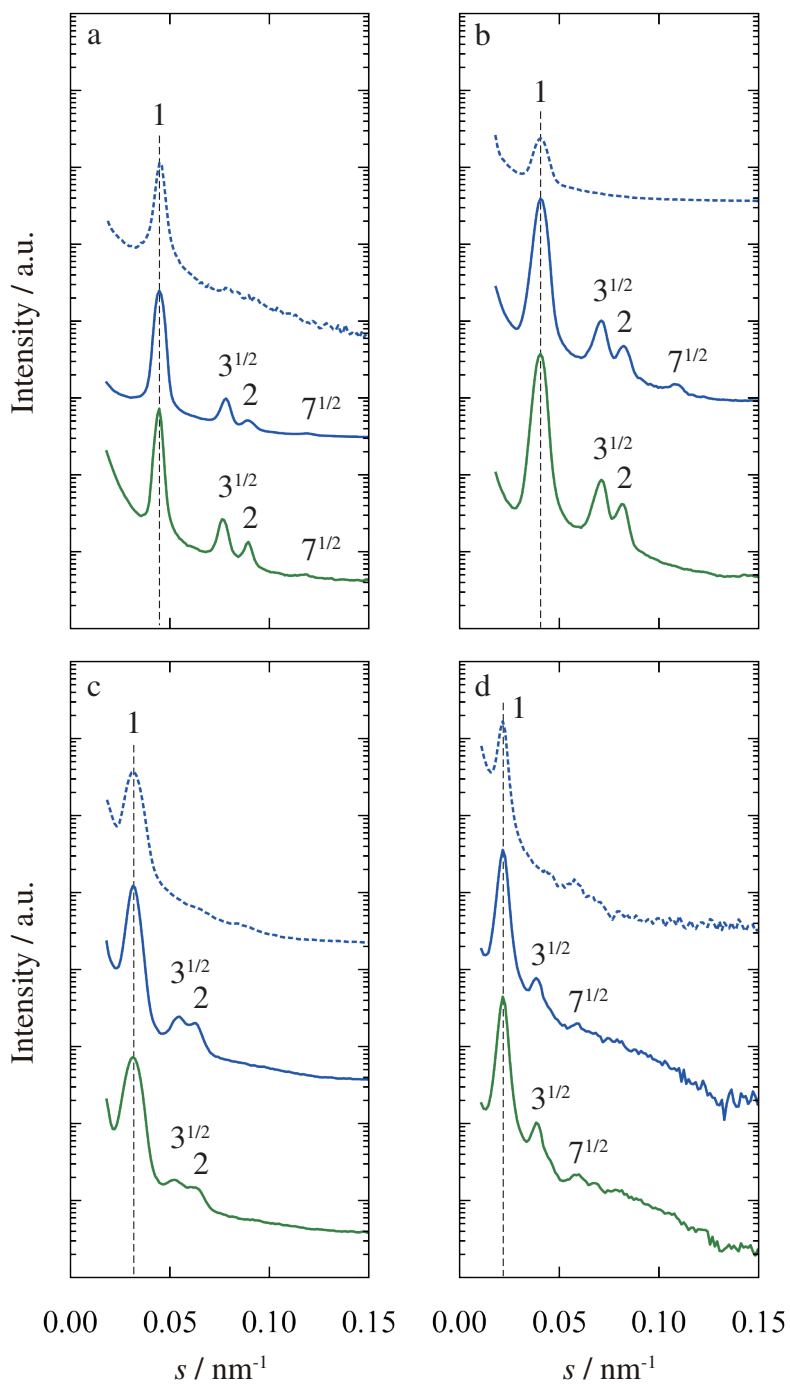 a
1
3^{1/2}
2
7^{1/2}
3^{1/2}
2
7^{1/2}
b
1
3^{1/2}
2
7^{1/2}
3^{1/2}
2
Intensity / a.u.
c
1
3^{1/2}
2
3^{1/2}
2
d
1
3^{1/2}
7^{1/2}
3^{1/2}
7^{1/2}
Intensity / a.u.
0.00 0.05 0.10 0.15
0.00 0.05 0.10 0.15
s / nm^{-1}
s / nm^{-1}